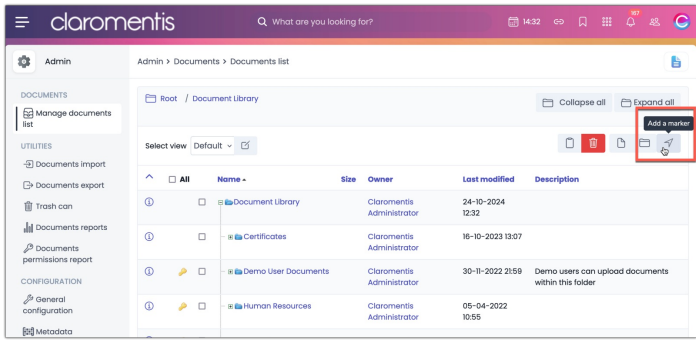 claromentis
What are you looking for?
14:32
167
Admin
Admin > Documents > Documents list
DOCUMENTS
Manage documents
list
UTILITIES
Documents import
Documents export
Trash can
Documents reports
Documents
permissions report
CONFIGURATION
General
configuration
Metadata
Root / Document Library
Collapse all
Expand all
Add a marker
Select view
Default
All
Name
Size
Owner
Last modified
Description
Document Library
Claromentis
Administrator
24-10-2024
12:32
Certificates
Claromentis
Administrator
16-10-2023 13:07
Demo User Documents
Claromentis
Administrator
30-11-2022 21:59
Demo users can upload documents
within this folder
Human Resources
Claromentis
Administrator
05-04-2022
10:55